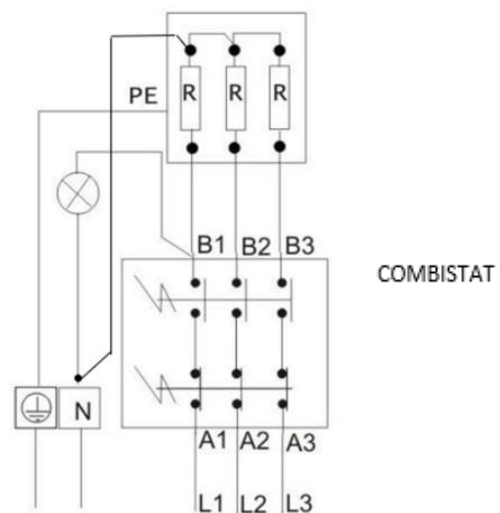 PE
R R R
B1 B2 B3
COMBISTAT
N
A1 A2 A3
L1 L2 L3